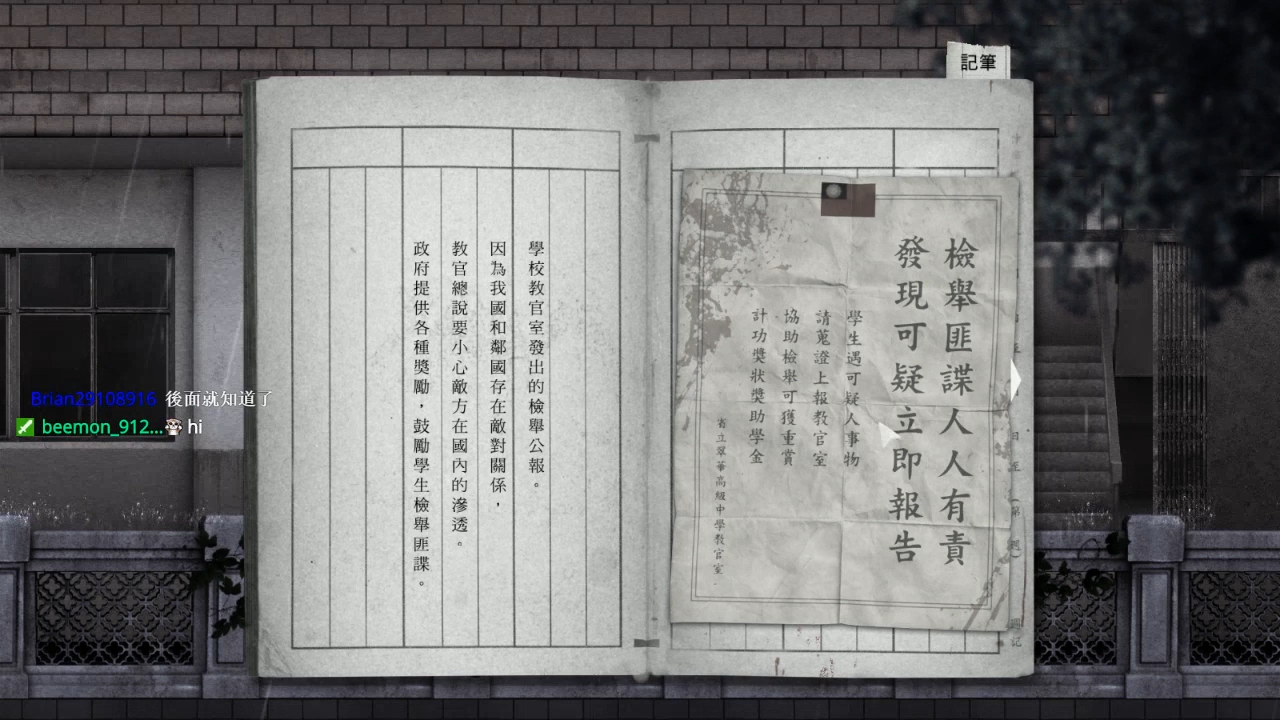 記筆
檢舉匪諜人人有責
發現可疑立即報告
學生遇可疑人事物
請蒐證上報教官室
協助檢舉可獲重賞
計功獎狀獎助學金
省立翠華高級中學教官室
學校教官室發出的檢舉公報。
因為我國和鄰國存在敵對關係，
教官總說要小心敵方在國內的滲透。
政府提供各種獎勵，鼓勵學生檢舉匪諜。
Brian29108916 後面就知道了
beemon_912... hi